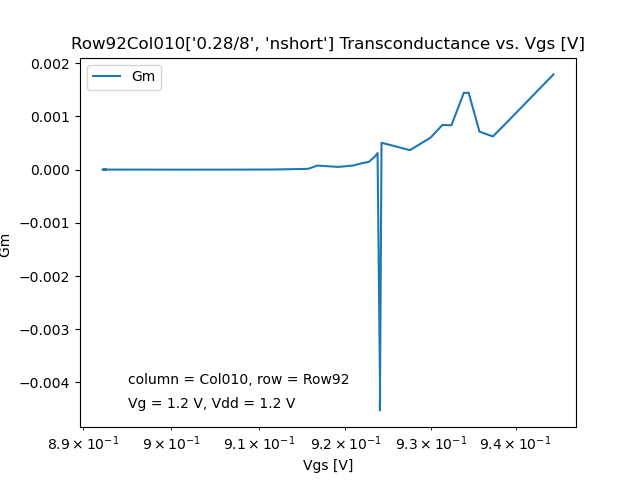 Row92Col010['0.28/8', 'nshort'] Transconductance vs. Vgs [V]
Gm
0.002
0.001
0.000
−0.001
−0.002
−0.003
−0.004
Gm
column = Col010, row = Row92
Vg = 1.2 V, Vdd = 1.2 V
8.9 × 10⁻¹ 9 × 10⁻¹ 9.1 × 10⁻¹ 9.2 × 10⁻¹ 9.3 × 10⁻¹ 9.4 × 10⁻¹
Vgs [V]